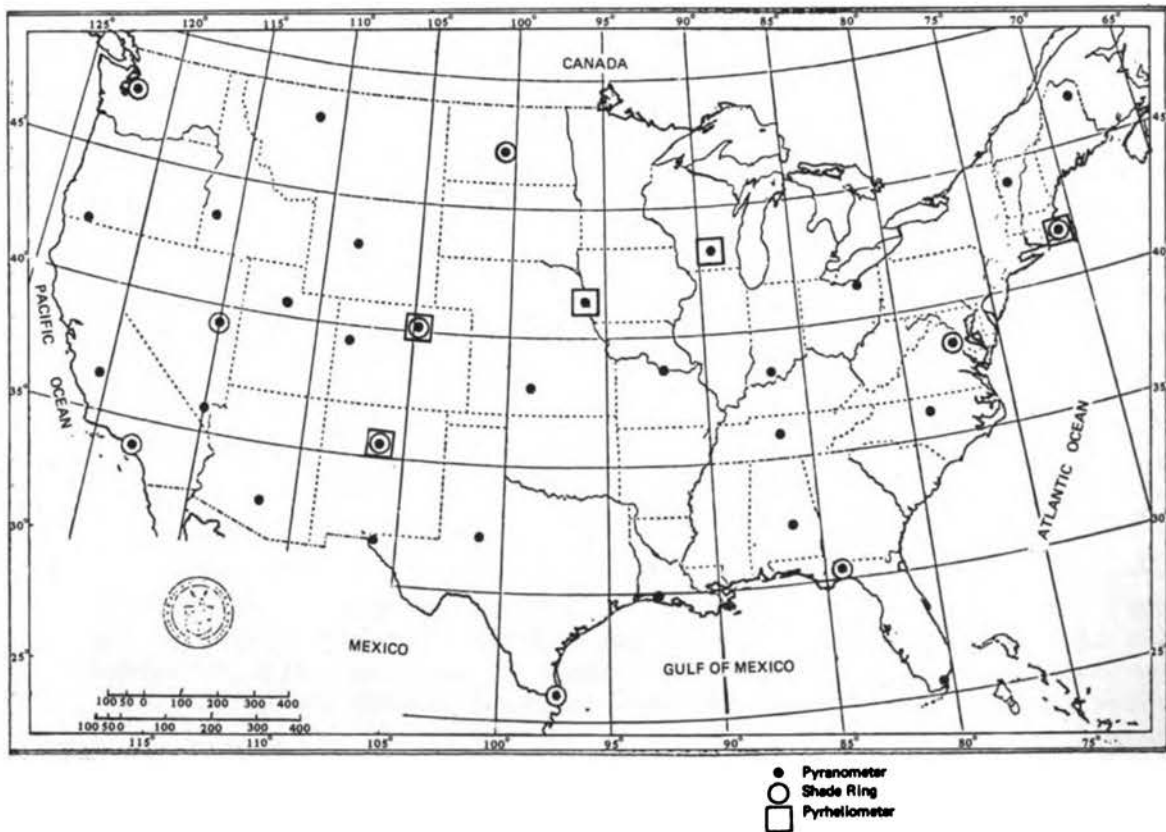 125° 120° 115° 110° 105° 100° 95° 90° 85° 80° 75° 70° 65°
CANADA
45° 45°
40° 40°
PACIFIC OCEAN
35° 35°
ATLANTIC OCEAN
30° 30°
25° 25°
MEXICO
GULF OF MEXICO
100 50 0 100 200 300 400
100 50 0 100 200 300 400
115° 110° 105° 100° 95° 90° 85° 80° 75°
Pyranometer
Shade Ring
Pyrheliometer